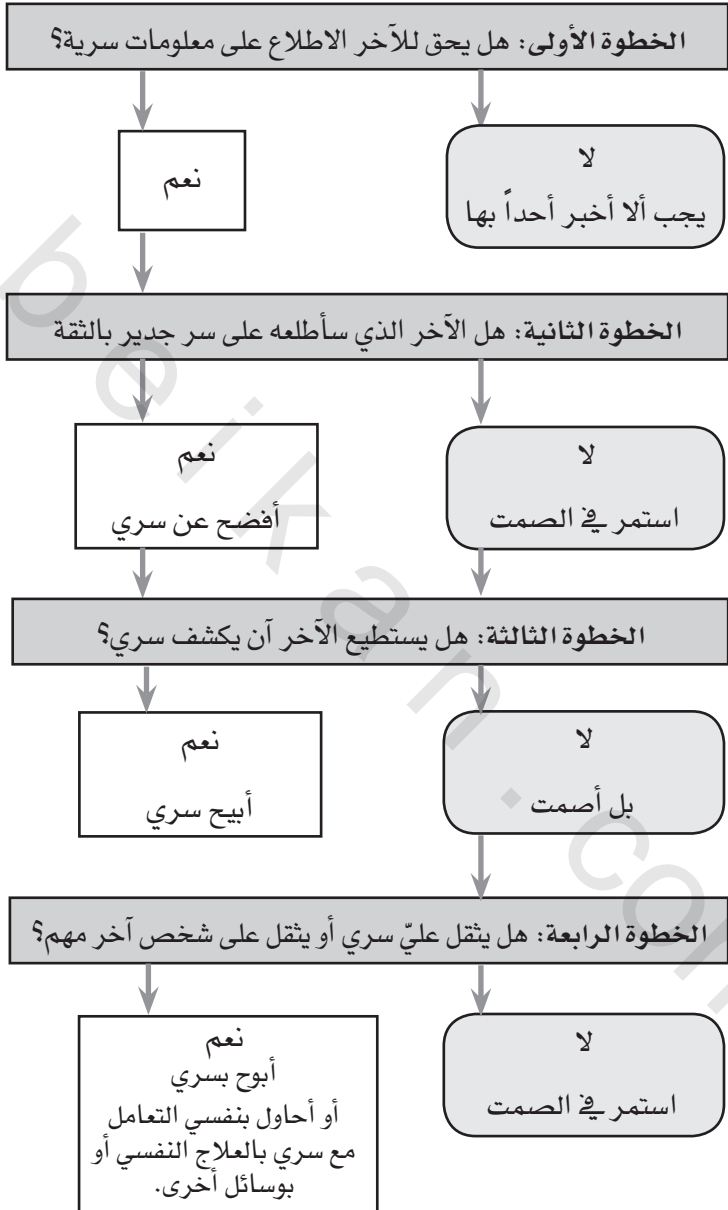 الخطوة الأولى: هل يحق للآخر الاطلاع على معلومات سرية؟
لا
يجب ألا أخبر أحداً بها
نعم
الخطوة الثانية: هل الآخر الذي سأطلعه على سر جدير بالثقة
لا
استمر في الصمت
نعم
أفضح عن سري
الخطوة الثالثة: هل يستطيع الآخر آن يكشف سري؟
لا
بل أصمت
نعم
أبيح سري
الخطوة الرابعة: هل يثقل عليّ سري أو يثقل على شخص آخر مهم؟
لا
استمر في الصمت
نعم
أبوح بسري
أو أحاول بنفسي التعامل
مع سري بالعلاج النفسي أو
بوسائل أخرى.
beikan.com